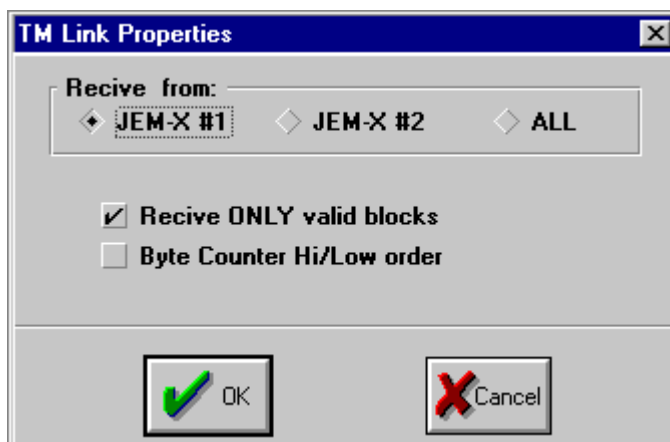 TM Link Properties
Recive from:
JEM-X #1 JEM-X #2 ALL
Recive ONLY valid blocks
Byte Counter Hi/Low order
OK Cancel